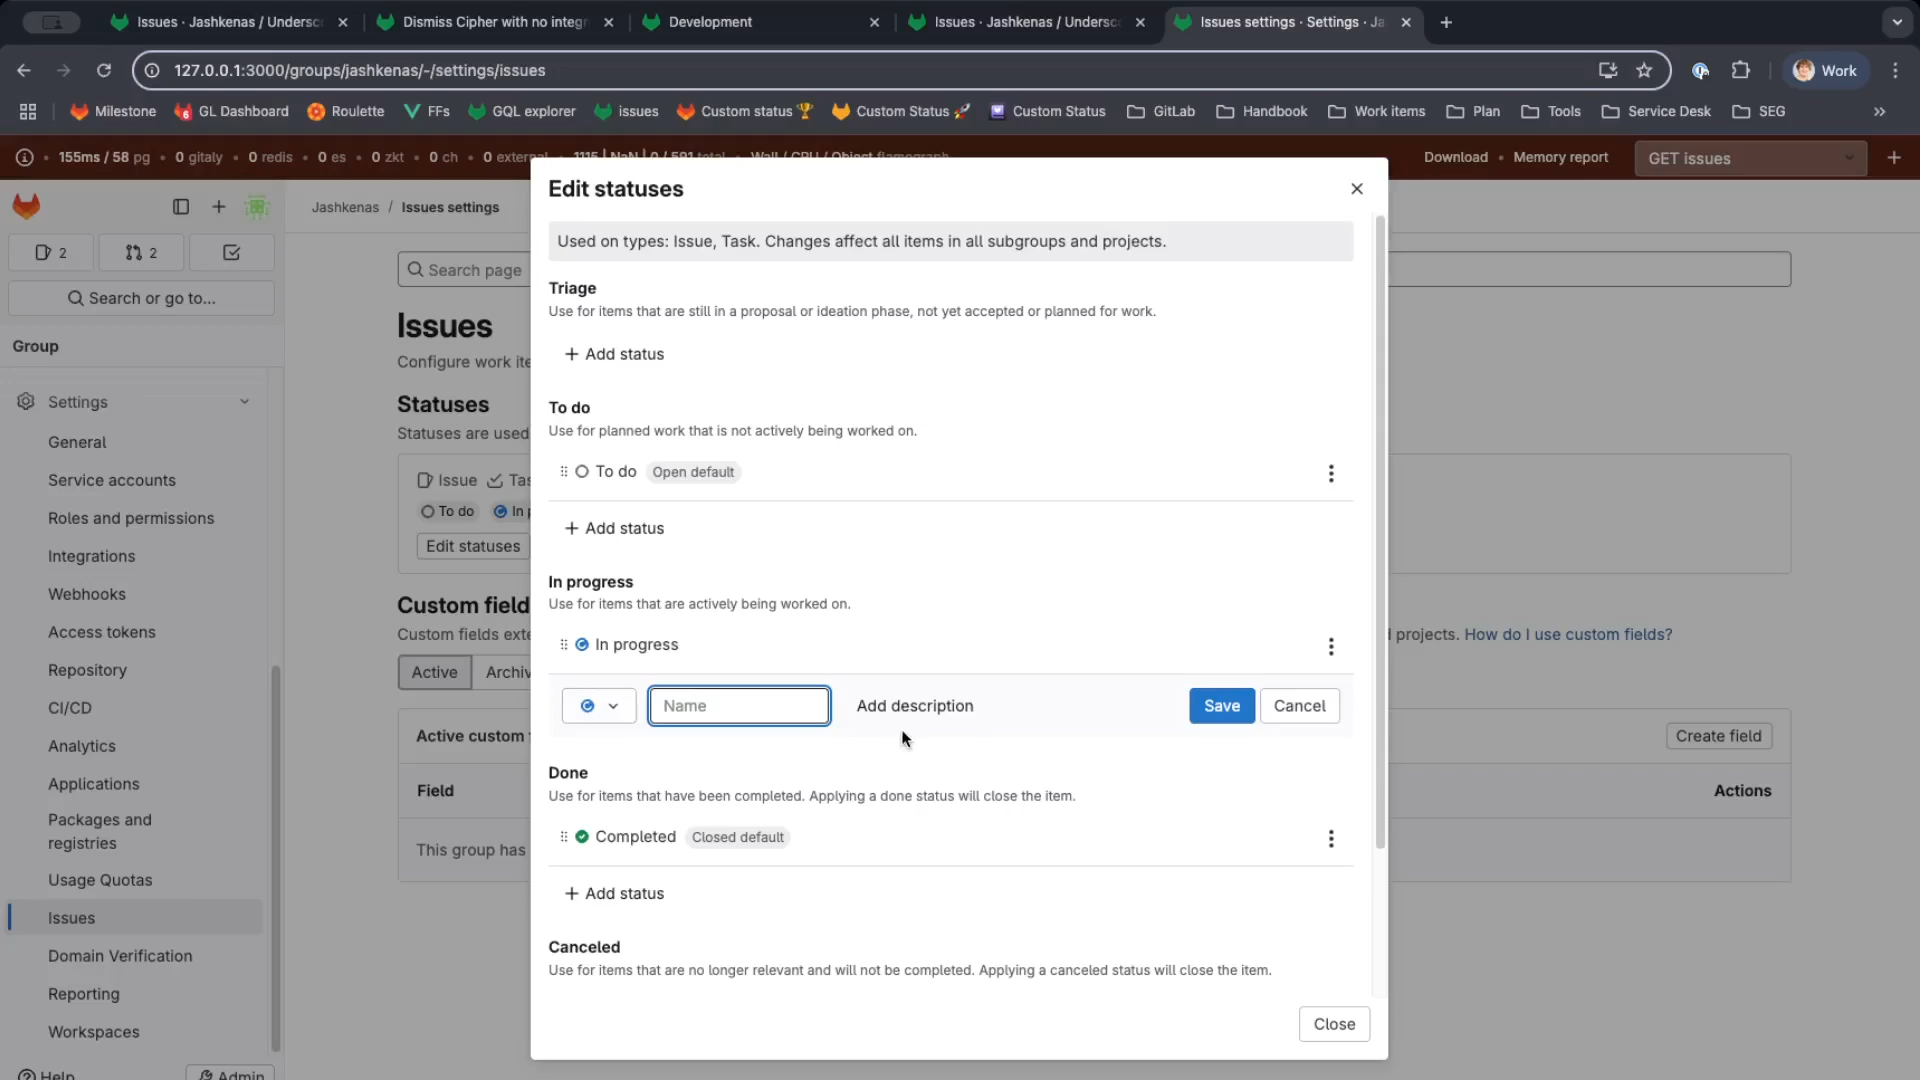 Issues · Jashkenas / Undersc
Dismiss Cipher with no integr
Development
Issues · Jashkenas / Undersc
Issues settings · Settings · Ja
127.0.0.1:3000/groups/jashkenas/-/settings/issues
Work
Milestone
GL Dashboard
Roulette
FFs
GQL explorer
issues
Custom status
Custom Status
Custom Status
GitLab
Handbook
Work items
Plan
Tools
Service Desk
SEG
155ms / 58 pg • 0 gitaly • 0 redis • 0 es • 0 zkt • 0 ch • 0 external
Download • Memory report
GET issues
2
2
Search or go to...
Group
Settings
General
Service accounts
Roles and permissions
Integrations
Webhooks
Access tokens
Repository
CI/CD
Analytics
Applications
Packages and
registries
Usage Quotas
Issues
Domain Verification
Reporting
Workspaces
Help
Admin
Jashkenas / Issues settings
Search page
Issues
Configure work ite
Statuses
Statuses are used
Issue Tas
To do In p
Edit statuses
Custom field
Custom fields exte
projects. How do I use custom fields?
Active Archiv
Active custom
Create field
Field
Actions
This group has
Edit statuses
Used on types: Issue, Task. Changes affect all items in all subgroups and projects.
Triage
Use for items that are still in a proposal or ideation phase, not yet accepted or planned for work.
+ Add status
To do
Use for planned work that is not actively being worked on.
To do Open default
+ Add status
In progress
Use for items that are actively being worked on.
In progress
Name Add description Save Cancel
Done
Use for items that have been completed. Applying a done status will close the item.
Completed Closed default
+ Add status
Canceled
Use for items that are no longer relevant and will not be completed. Applying a canceled status will close the item.
Close